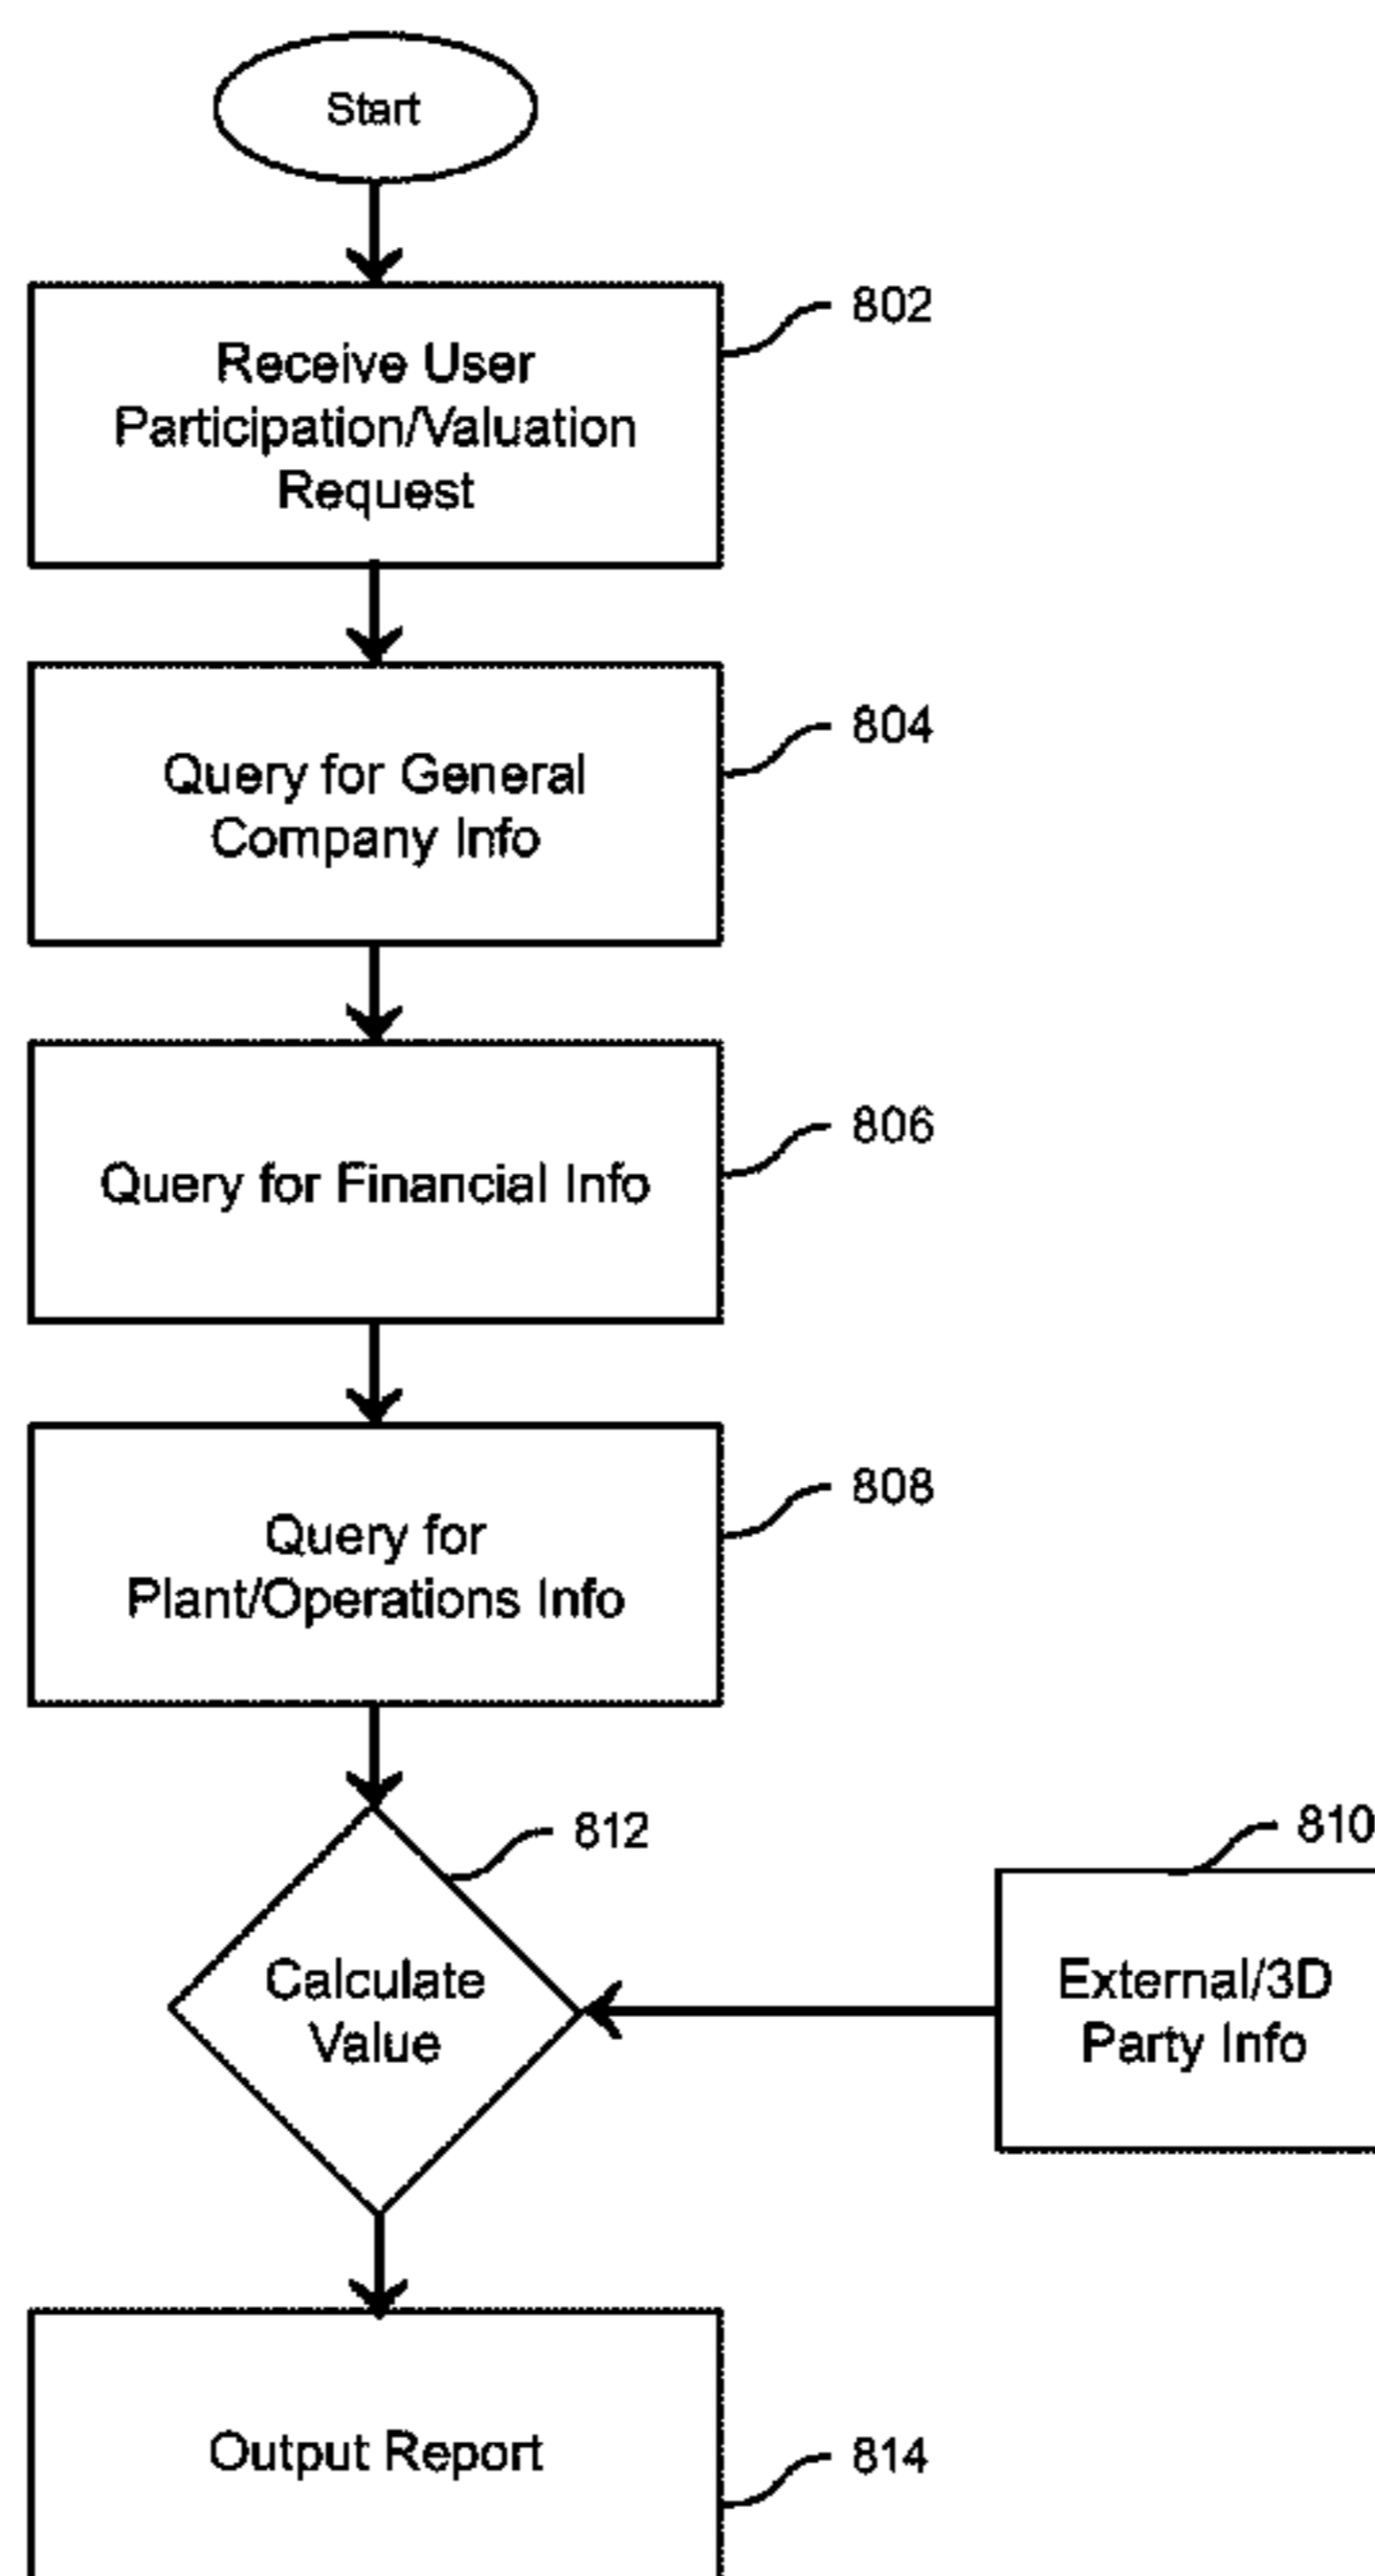 Start
802
Receive User
Participation/Valuation
Request
804
Query for General
Company Info
806
Query for Financial Info
808
Query for
Plant/Operations Info
812
810
Calculate
Value
External/3D
Party Info
Output Report
814